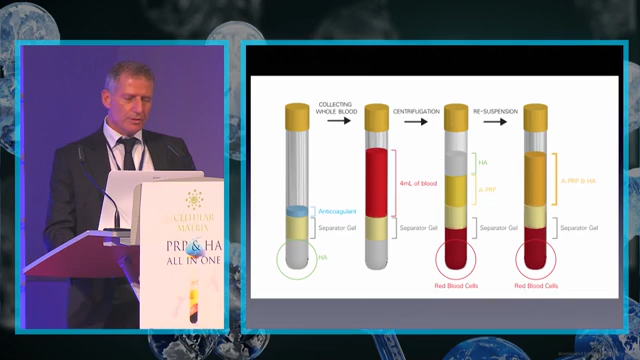 CELLULAR
MATRIX
PRP & HA
ALL IN ONE
COLLECTING
WHOLE BLOOD
CENTRIFUGATION
RE-SUSPENSION
Anticoagulant
Separator Gel
HA
4mL of blood
Separator Gel
HA
A-PRP
Separator Gel
Red Blood Cells
A-PRP & HA
Separator Gel
Red Blood Cells